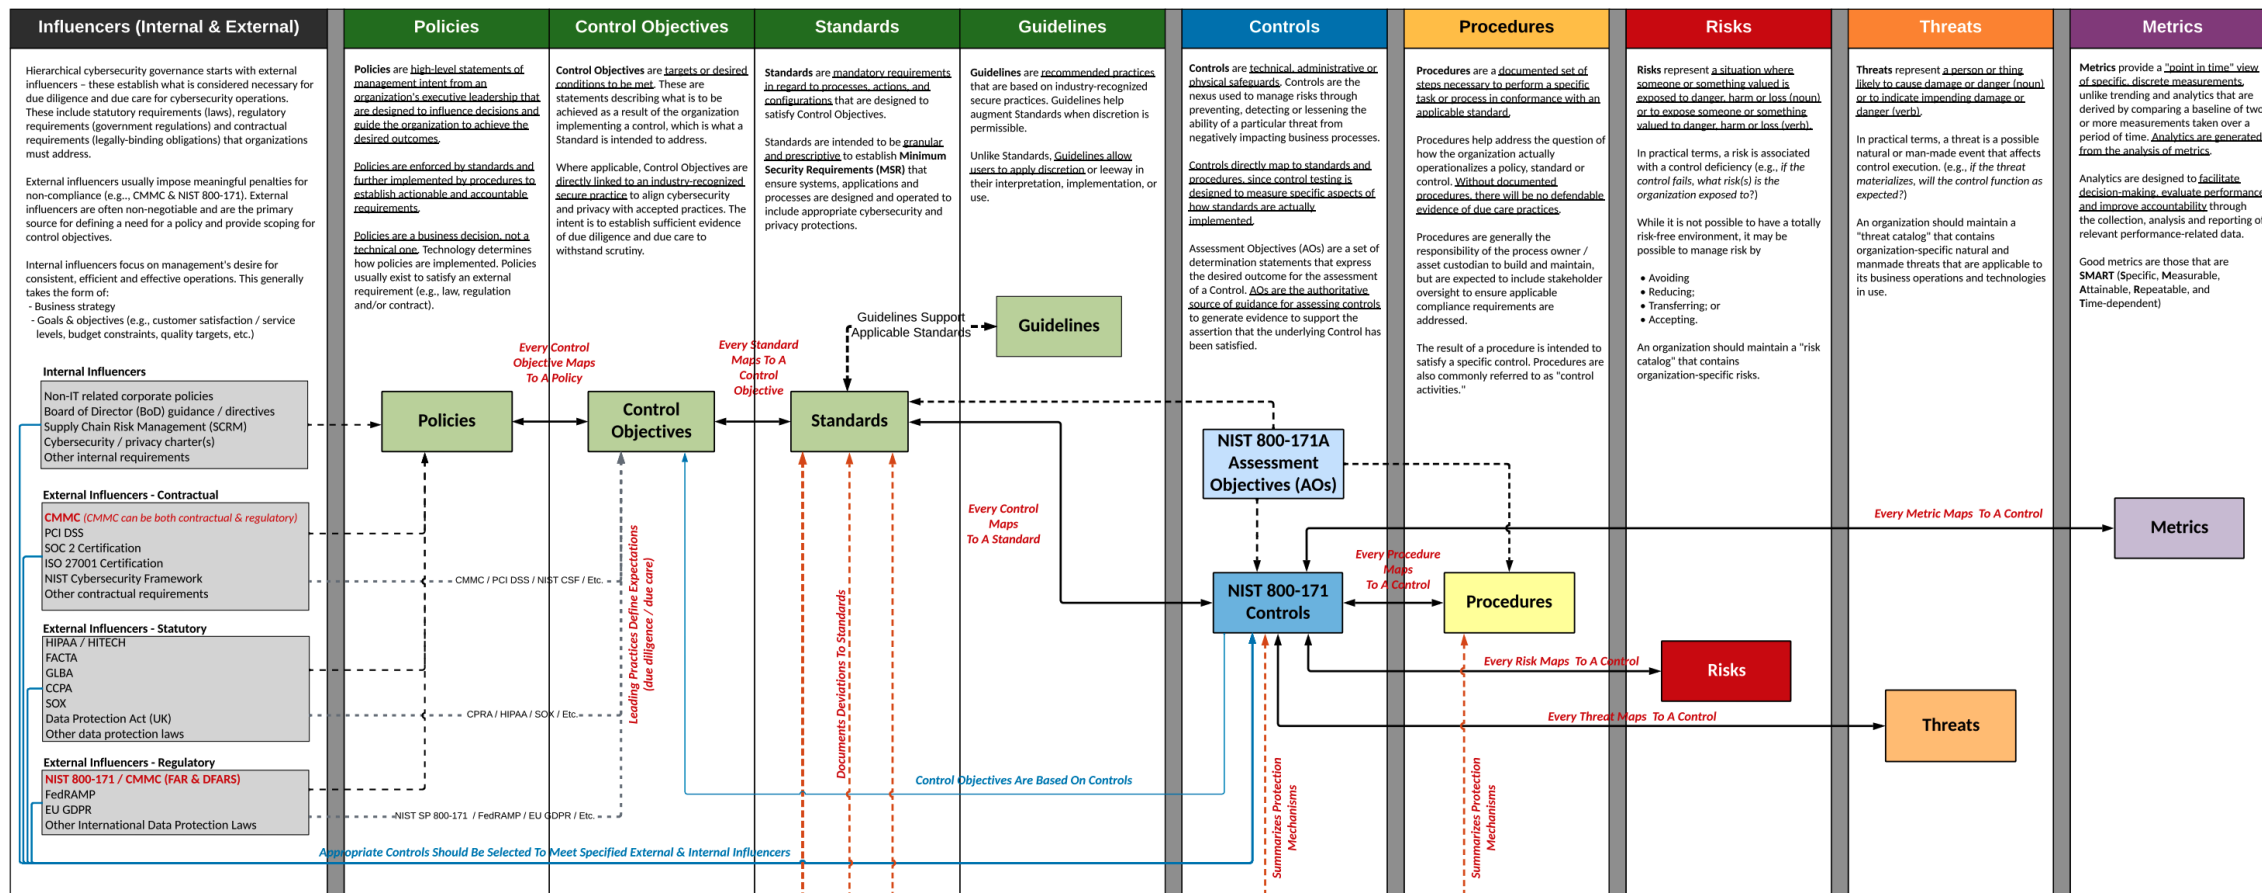 Influencers (Internal & External)
Policies
Control Objectives
Standards
Guidelines
Controls
Procedures
Risks
Threats
Metrics
Hierarchical cybersecurity governance starts with external
influencers – these establish what is considered necessary for
due diligence and due care for cybersecurity operations.
These include statutory requirements (laws), regulatory
requirements (government regulations) and contractual
requirements (legally-binding obligations) that organizations
must address.
External influencers usually impose meaningful penalties for
non-compliance (e.g., CMMC & NIST 800-171). External
influencers are often non-negotiable and are the primary
source for defining a need for a policy and provide scoping for
control objectives.
Internal influencers focus on management's desire for
consistent, efficient and effective operations. This generally
takes the form of:
- Business strategy
- Goals & objectives (e.g., customer satisfaction / service
levels, budget constraints, quality targets, etc.)
Policies are high-level statements of
management intent from an
organization's executive leadership that
are designed to influence decisions and
guide the organization to achieve the
desired outcomes.
Policies are enforced by standards and
further implemented by procedures to
establish actionable and accountable
requirements.
Policies are a business decision, not a
technical one. Technology determines
how policies are implemented. Policies
usually exist to satisfy an external
requirement (e.g., law, regulation
and/or contract).
Control Objectives are targets or desired
conditions to be met. These are
statements describing what is to be
achieved as a result of the organization
implementing a control, which is what a
Standard is intended to address.
Where applicable, Control Objectives are
directly linked to an industry-recognized
secure practice to align cybersecurity
and privacy with accepted practices. The
intent is to establish sufficient evidence
of due diligence and due care to
withstand scrutiny.
Standards are mandatory requirements
in regard to processes, actions, and
configurations that are designed to
satisfy Control Objectives.
Standards are intended to be granular
and prescriptive to establish Minimum
Security Requirements (MSR) that
ensure systems, applications and
processes are designed and operated to
include appropriate cybersecurity and
privacy protections.
Guidelines are recommended practices
that are based on industry-recognized
secure practices. Guidelines help
augment Standards when discretion is
permissible.
Unlike Standards, Guidelines allow
users to apply discretion or leeway in
their interpretation, implementation, or
use.
Controls are technical, administrative or
physical safeguards. Controls are the
nexus used to manage risks through
preventing, detecting or lessening the
ability of a particular threat from
negatively impacting business processes.
Controls directly map to standards and
procedures, since control testing is
designed to measure specific aspects of
how standards are actually
implemented.
Assessment Objectives (AOs) are a set of
determination statements that express
the desired outcome for the assessment
of a Control. AOs are the authoritative
source of guidance for assessing controls
to generate evidence to support the
assertion that the underlying Control has
been satisfied.
Procedures are a documented set of
steps necessary to perform a specific
task or process in conformance with an
applicable standard.
Procedures help address the question of
how the organization actually
operationalizes a policy, standard or
control. Without documented
procedures, there will be no defendable
evidence of due care practices.
Procedures are generally the
responsibility of the process owner /
asset custodian to build and maintain,
but are expected to include stakeholder
oversight to ensure applicable
compliance requirements are
addressed.
The result of a procedure is intended to
satisfy a specific control. Procedures are
also commonly referred to as "control
activities."
Risks represent a situation where
someone or something valued is
exposed to danger, harm or loss (noun)
or to expose someone or something
valued to danger, harm or loss (verb).
In practical terms, a risk is associated
with a control deficiency (e.g., if the
control fails, what risk(s) is the
organization exposed to?)
While it is not possible to have a totally
risk-free environment, it may be
possible to manage risk by
• Avoiding
• Reducing;
• Transferring; or
• Accepting.
An organization should maintain a "risk
catalog" that contains
organization-specific risks.
Threats represent a person or thing
likely to cause damage or danger (noun)
or to indicate impending damage or
danger (verb).
In practical terms, a threat is a possible
natural or man-made event that affects
control execution. (e.g., if the threat
materializes, will the control function as
expected?)
An organization should maintain a
"threat catalog" that contains
organization-specific natural and
manmade threats that are applicable to
its business operations and technologies
in use.
Metrics provide a "point in time" view
of specific, discrete measurements,
unlike trending and analytics that are
derived by comparing a baseline of two
or more measurements taken over a
period of time. Analytics are generated
from the analysis of metrics.
Analytics are designed to facilitate
decision-making, evaluate performance
and improve accountability through
the collection, analysis and reporting of
relevant performance-related data.
Good metrics are those that are
SMART (Specific, Measurable,
Attainable, Repeatable, and
Time-dependent)
Internal Influencers
Non-IT related corporate policies
Board of Director (BoD) guidance / directives
Supply Chain Risk Management (SCRM)
Cybersecurity / privacy charter(s)
Other internal requirements
External Influencers - Contractual
CMMC (CMMC can be both contractual & regulatory)
PCI DSS
SOC 2 Certification
ISO 27001 Certification
NIST Cybersecurity Framework
Other contractual requirements
External Influencers - Statutory
HIPAA / HITECH
FACTA
GLBA
CCPA
SOX
Data Protection Act (UK)
Other data protection laws
External Influencers - Regulatory
NIST 800-171 / CMMC (FAR & DFARS)
FedRAMP
EU GDPR
Other International Data Protection Laws
Policies
Every Control
Objective Maps
To A Policy
Control
Objectives
Every Standard
Maps To A
Control
Objective
Standards
Guidelines Support
Applicable Standards
Guidelines
Every Control
Maps
To A Standard
NIST 800-171A
Assessment
Objectives (AOs)
NIST 800-171
Controls
Every Procedure
Maps
To A Control
Procedures
Every Metric Maps To A Control
Metrics
Every Risk Maps To A Control
Risks
Every Threat Maps To A Control
Threats
CMMC / PCI DSS / NIST CSF / Etc.
CPRA / HIPAA / SOX / Etc.
NIST SP 800-171 / FedRAMP / EU GDPR / Etc.
Leading Practices Define Expectations
(due diligence / due care)
Documents Deviations To Standards
Control Objectives Are Based On Controls
Summarizes Protection
Mechanisms
Summarizes Protection
Mechanisms
Appropriate Controls Should Be Selected To Meet Specified External & Internal Influencers